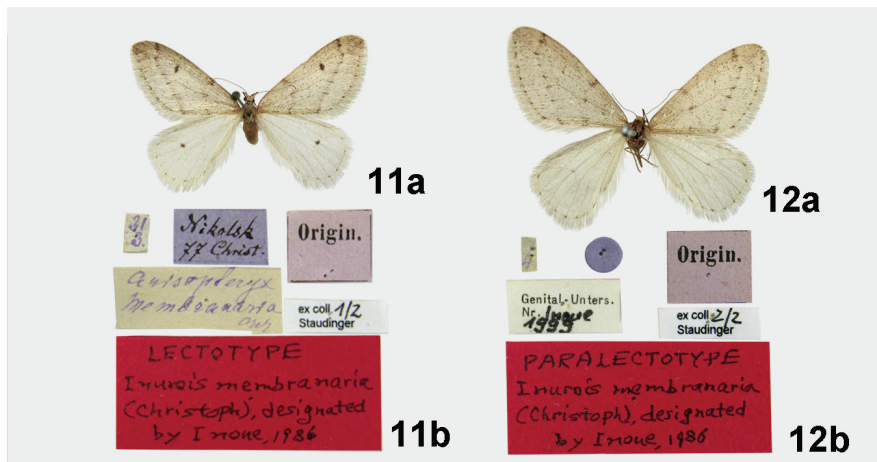 11a
12a
21
3.
Nikolsk
77 Christ.
Origin.
Anisopteryx
Membranaria
Chr.
ex coll 1/2
Staudinger
LECTOTYPE
Inurois membranaria
(Christoph), designated
by Inoue, 1986
11b
Origin.
Genital-Unters.
Nr. Inoue
1999
ex coll 2/2
Staudinger
PARALECTOTYPE
Inurois membranaria
(Christoph), designated
by Inoue, 1986
12b